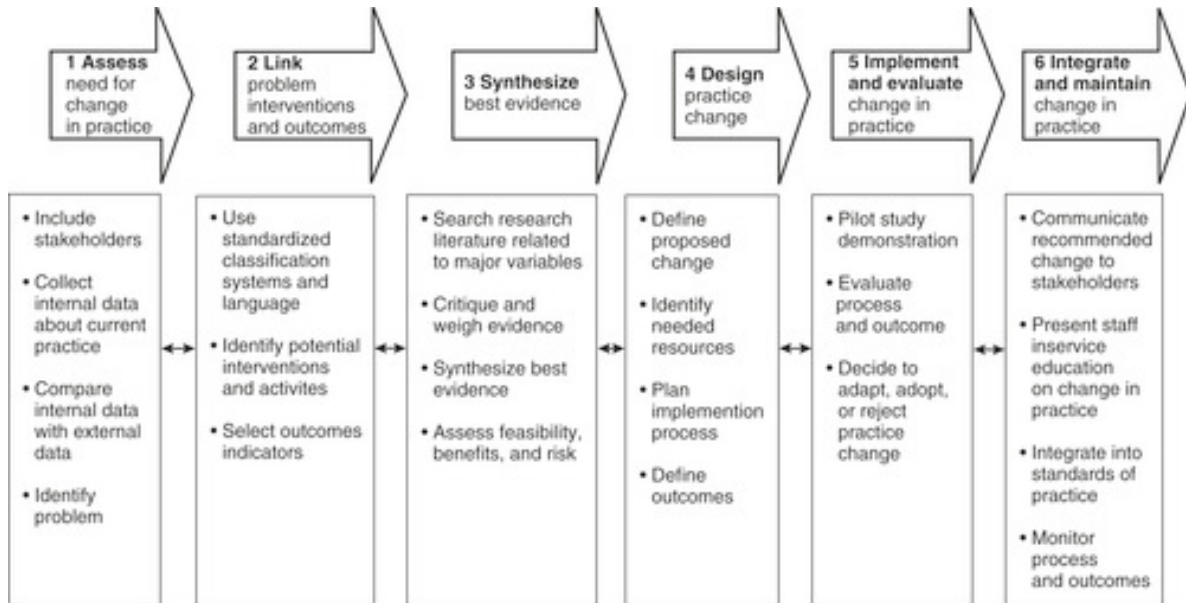 1 Assess
need for
change
in practice
2 Link
problem
interventions
and outcomes
3 Synthesize
best evidence
4 Design
practice
change
5 Implement
and evaluate
change in
practice
6 Integrate
and maintain
change in
practice
• Include
stakeholders
• Collect
internal data
about current
practice
• Compare
internal data
with external
data
• Identify
problem
• Use
standardized
classification
systems and
language
• Identify potential
interventions
and activites
• Select outcomes
indicators
• Search research
literature related
to major variables
• Critique and
weigh evidence
• Synthesize best
evidence
• Assess feasibility,
benefits, and risk
• Define
proposed
change
• Identify
needed
resources
• Plan
implemention
process
• Define
outcomes
• Pilot study
demonstration
• Evaluate
process
and outcome
• Decide to
adapt, adopt,
or reject
practice
change
• Communicate
recommended
change to
stakeholders
• Present staff
inservice
education
on change in
practice
• Integrate into
standards of
practice
• Monitor
process
and outcomes